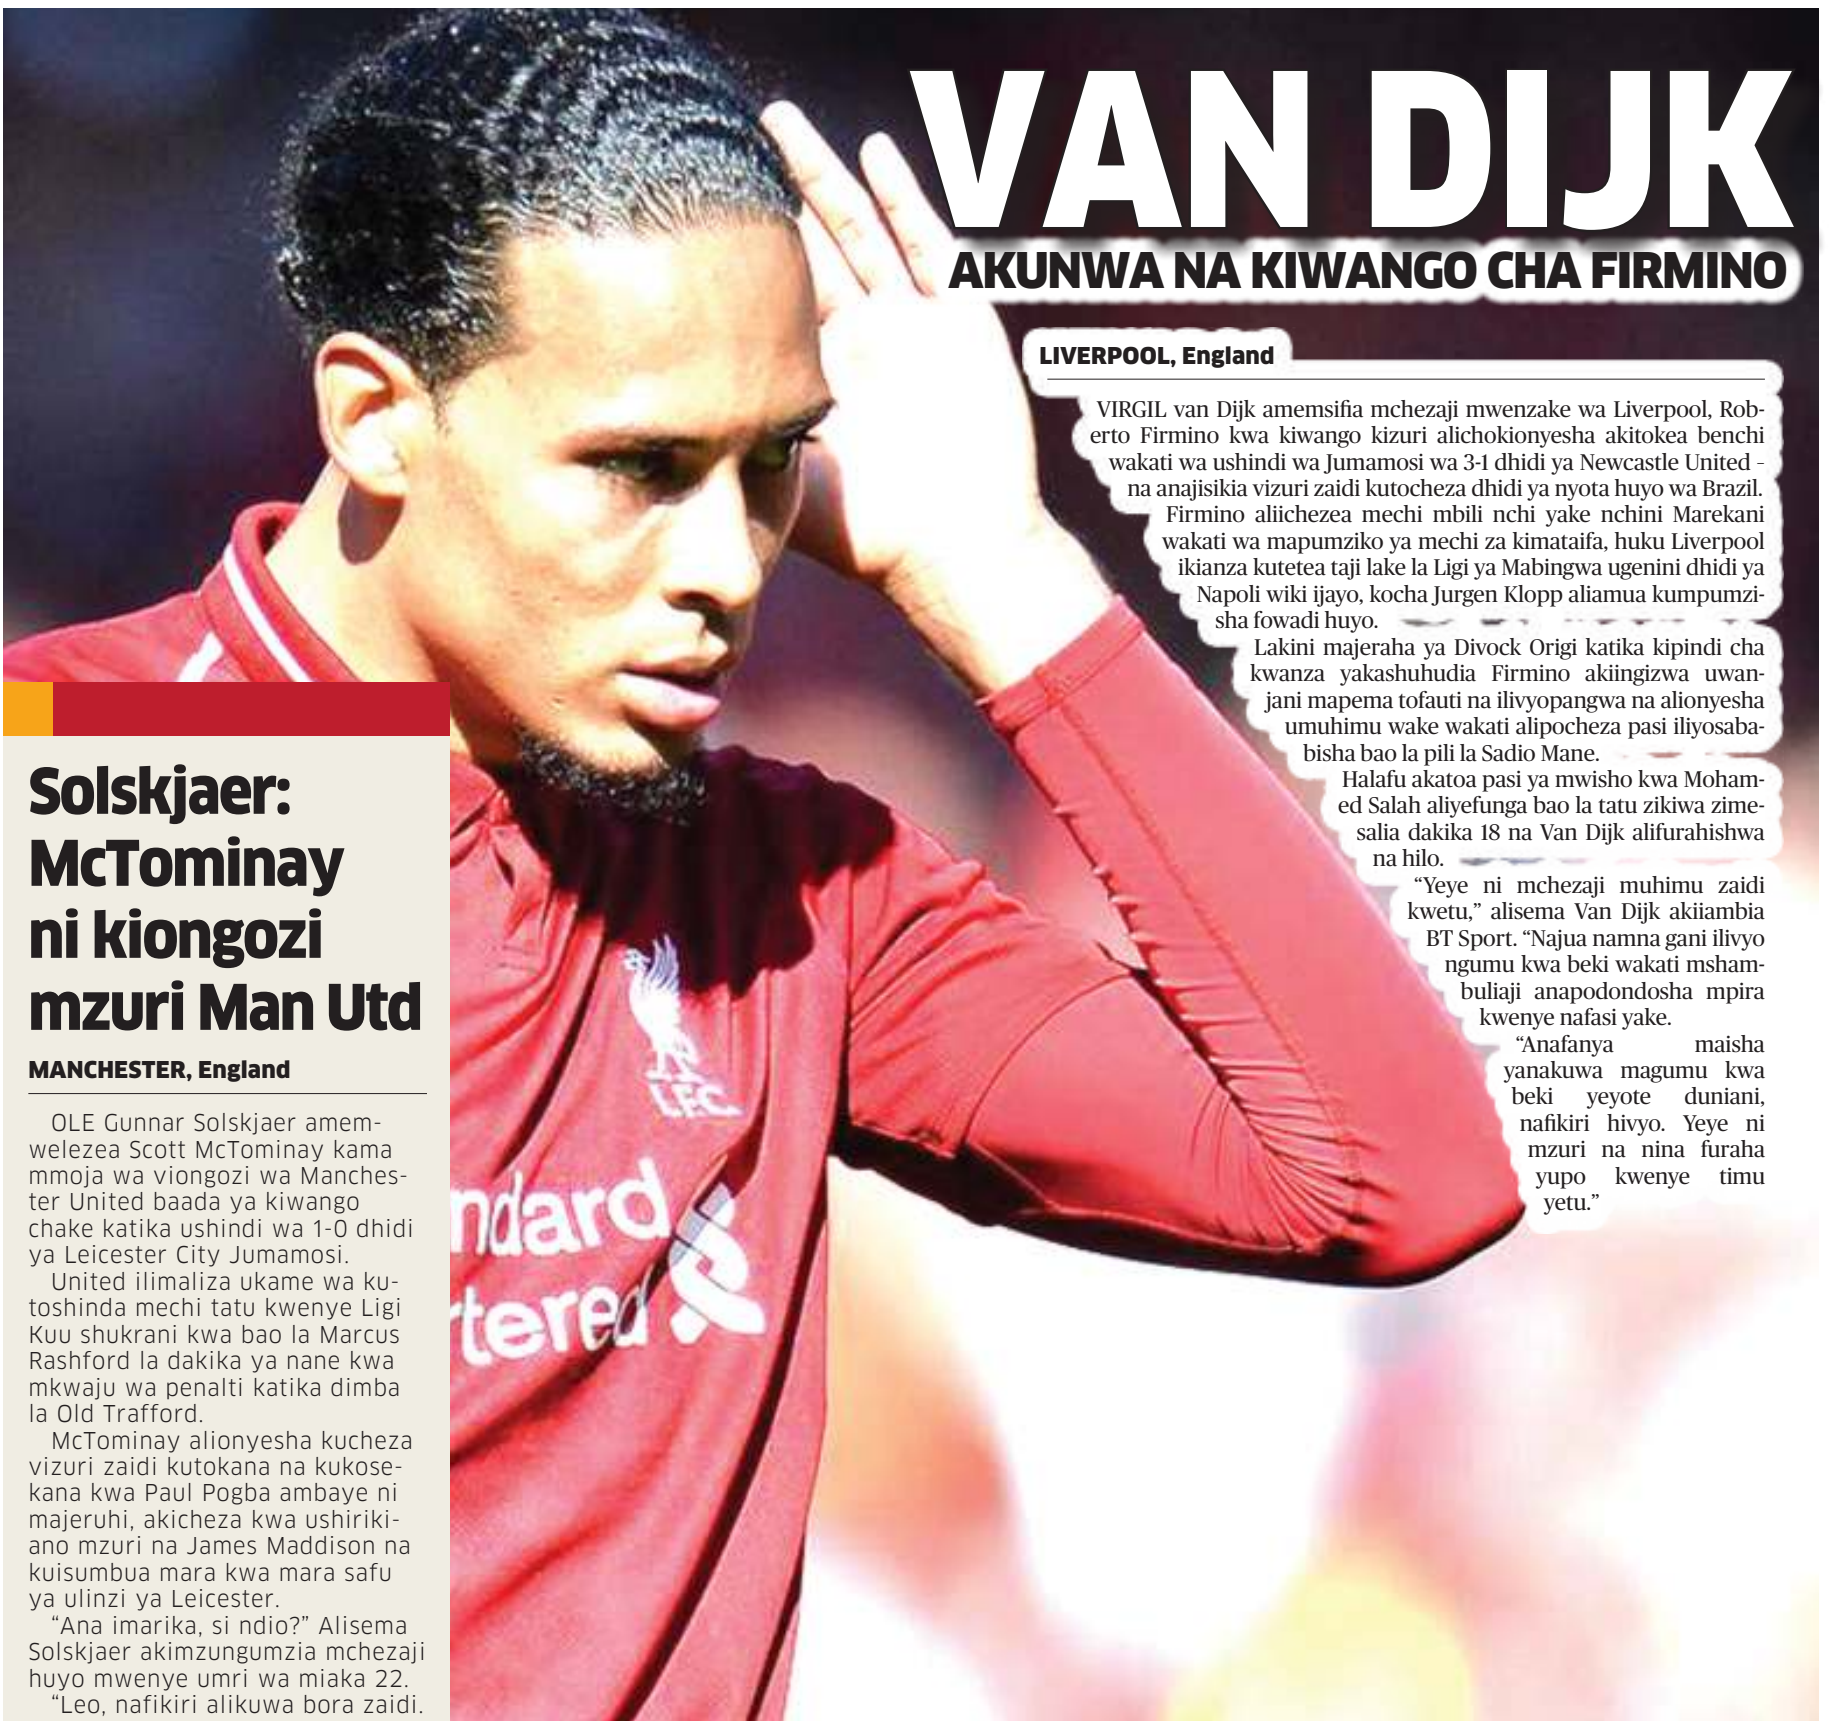 VAN DIJK
AKUNWA NA KIWANGO CHA FIRMINO
LIVERPOOL, England
VIRGIL van Dijk amemsifia mchezaji mwenzake wa Liverpool, Rob-
erto Firmino kwa kiwango kizuri alichokionyesha akitokea benchi
wakati wa ushindi wa Jumamosi wa 3-1 dhidi ya Newcastle United -
na anajisikia vizuri zaidi kutocheza dhidi ya nyota huyo wa Brazil.
Firmino aliichezea mechi mbili nchi yake nchini Marekani
wakati wa mapumziko ya mechi za kimataifa, huku Liverpool
ikianza kutetea taji lake la Ligi ya Mabingwa ugenini dhidi ya
Napoli wiki ijayo, kocha Jurgen Klopp aliamua kumpumzi-
sha fowadi huyo.
Lakini majeraha ya Divock Origi katika kipindi cha
kwanza yakashuhudia Firmino akiingizwa uwan-
jani mapema tofauti na ilivyopangwa na alionyesha
umuhimu wake wakati alipocheza pasi iliyosaba-
bisha bao la pili la Sadio Mane.
Halafu akatoa pasi ya mwisho kwa Moham-
ed Salah aliyefunga bao la tatu zikiwa zime-
salia dakika 18 na Van Dijk alifurahishwa
na hilo.
“Yeye ni mchezaji muhimu zaidi
kwetu,” alisema Van Dijk akiiambia
BT Sport. “Najua namna gani ilivyo
ngumu kwa beki wakati msham-
buliaji anapodondosha mpira
kwenye nafasi yake.
“Anafanya maisha
yanakuwa magumu kwa
beki yeyote duniani,
nafikiri hivyo. Yeye ni
mzuri na nina furaha
yupo kwenye timu
yetu.”
Solskjaer:
McTominay
ni kiongozi
mzuri Man Utd
MANCHESTER, England
OLE Gunnar Solskjaer amem-
welezea Scott McTominay kama
mmoja wa viongozi wa Manches-
ter United baada ya kiwango
chake katika ushindi wa 1-0 dhidi
ya Leicester City Jumamosi.
United ilimaliza ukame wa ku-
toshinda mechi tatu kwenye Ligi
Kuu shukrani kwa bao la Marcus
Rashford la dakika ya nane kwa
mkwaju wa penalti katika dimba
la Old Trafford.
McTominay alionyesha kucheza
vizuri zaidi kutokana na kukose-
kana kwa Paul Pogba ambaye ni
majeruhi, akicheza kwa ushiriki-
ano mzuri na James Maddison na
kuisumbua mara kwa mara safu
ya ulinzi ya Leicester.
“Ana imarika, si ndio?” Alisema
Solskjaer akimzungumzia mchezaji
huyo mwenye umri wa miaka 22.
“Leo, nafikiri alikuwa bora zaidi.
L.F.C.
ndard
rtered